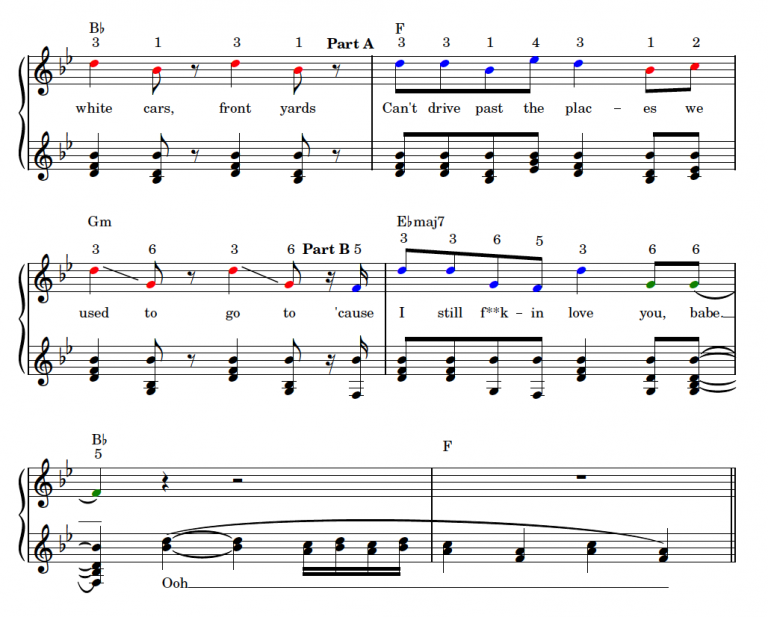 B♭ F
3 1 3 1 Part A 3 3 1 4 3 1 2
white cars, front yards Can't drive past the plac – es we
Gm E♭maj7
3 6 3 6 Part B 5 3 3 6 5 3 6 6
used to go to 'cause I still f**k – in love you, babe
B♭ F
5
Ooh